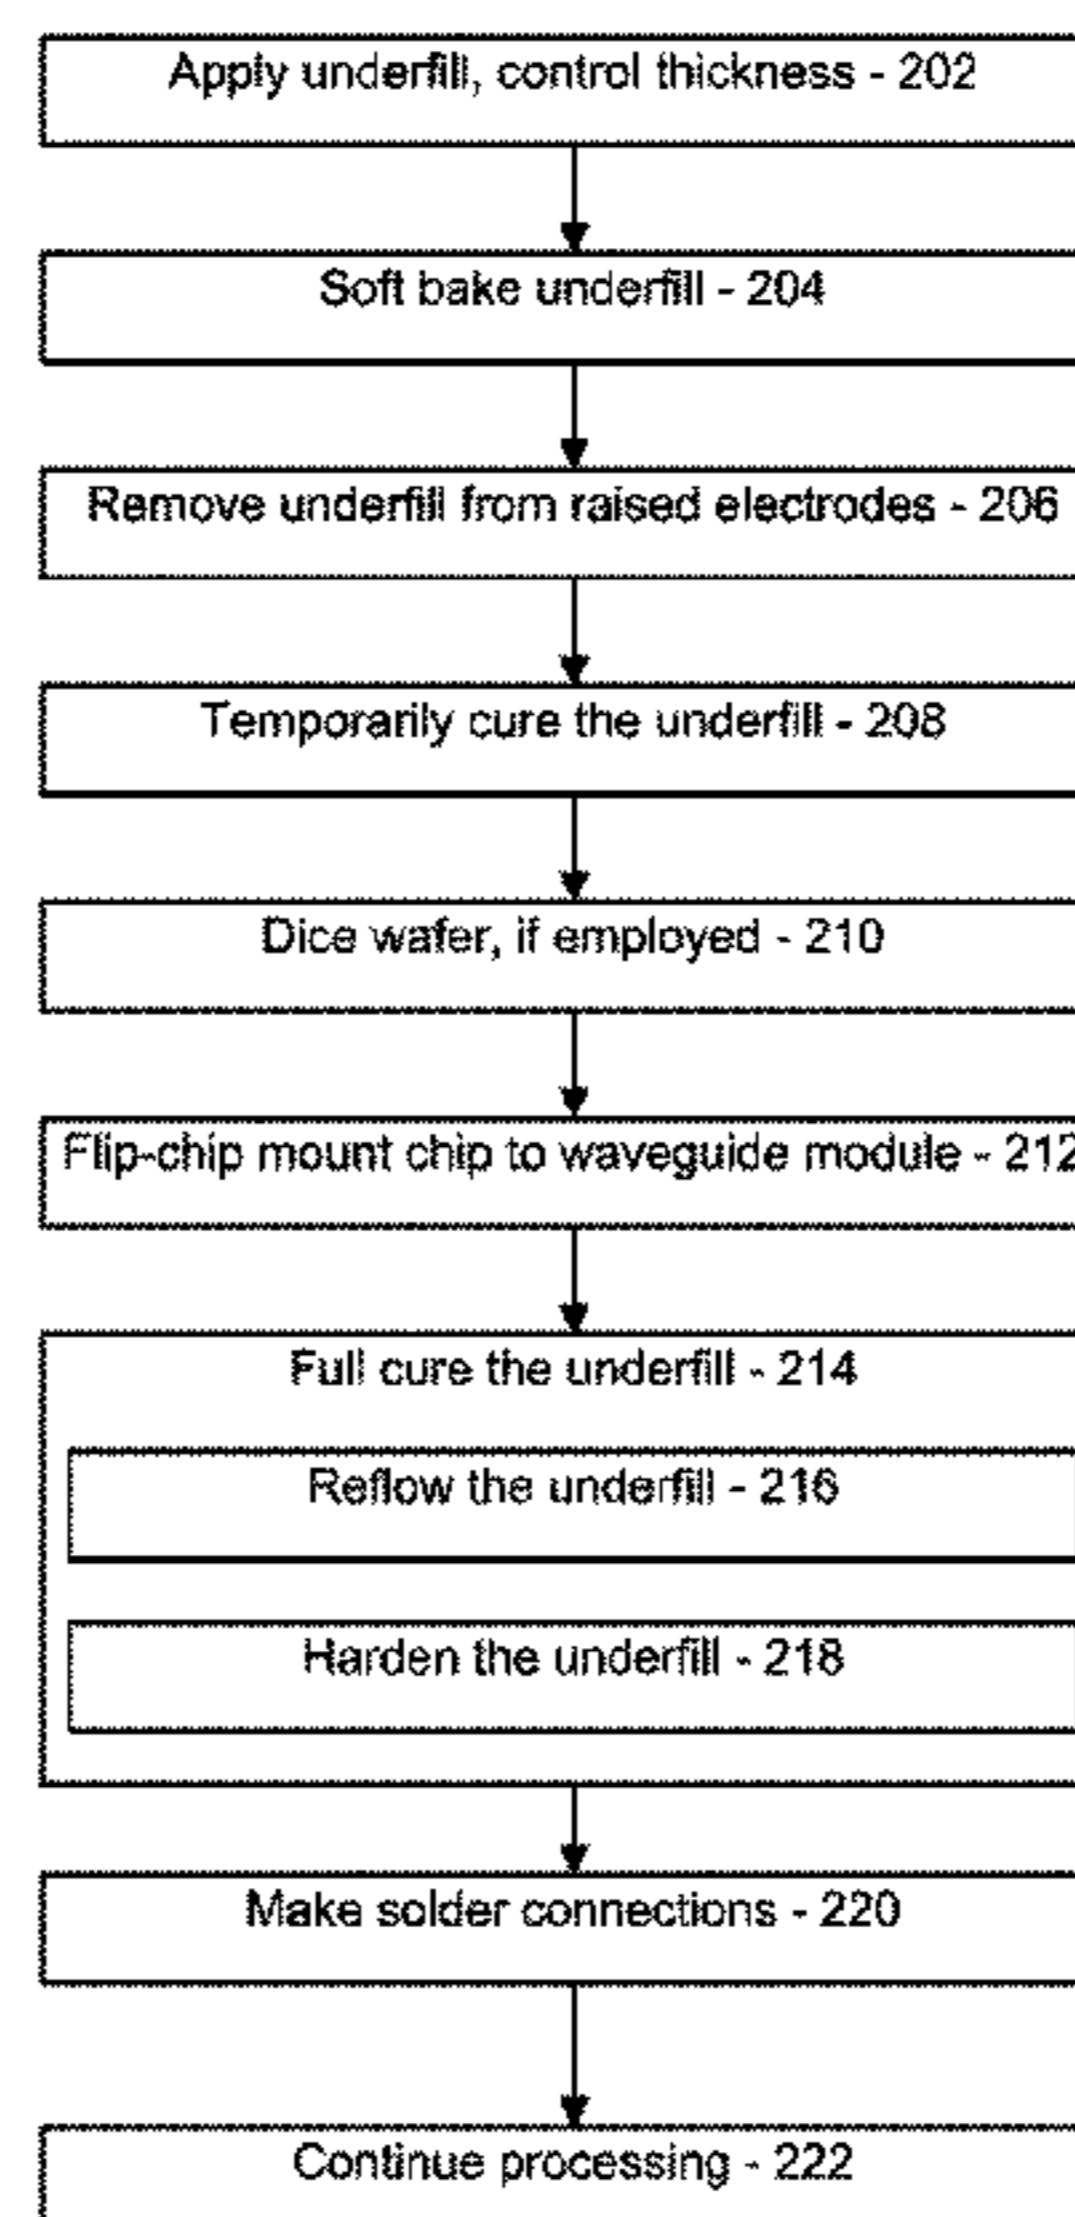 Apply underfill, control thickness - 202
Soft bake underfill - 204
Remove underfill from raised electrodes - 206
Temporarily cure the underfill - 208
Dice wafer, if employed - 210
Flip-chip mount chip to waveguide module - 212
Full cure the underfill - 214
Reflow the underfill - 216
Harden the underfill - 218
Make solder connections - 220
Continue processing - 222